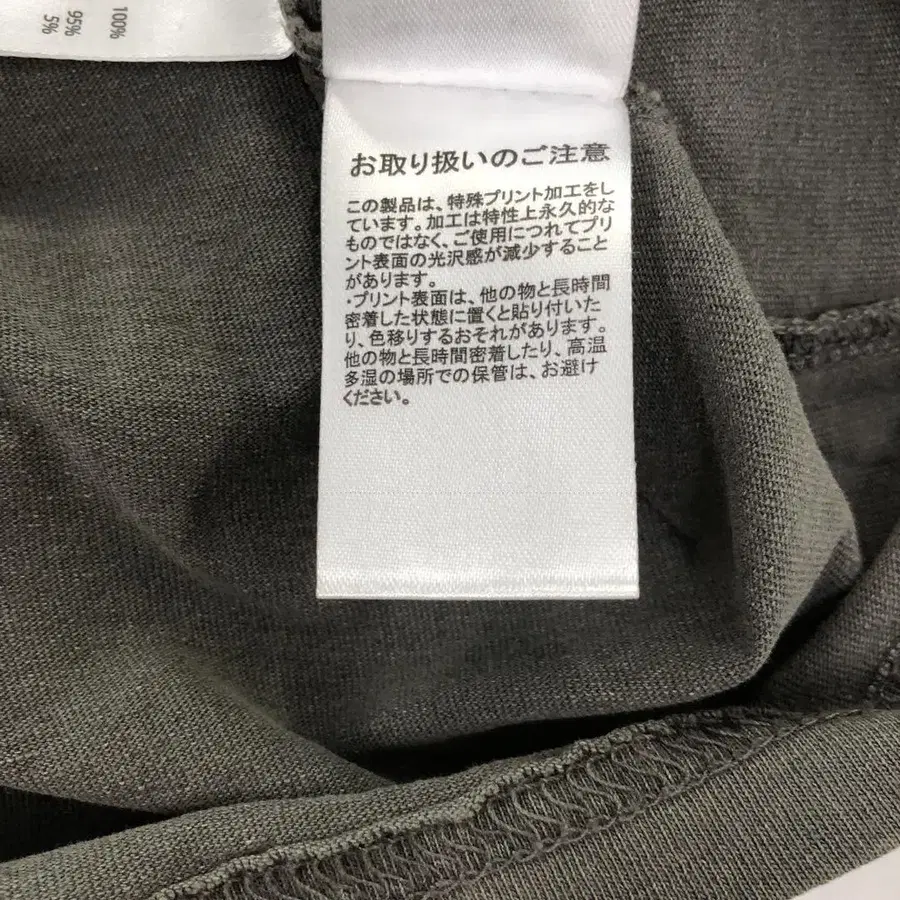 100%
95%
5%
お取り扱いのご注意
この製品は、特殊プリント加工をし
ています。加工は特性上永久的な
ものではなく、ご使用につれてプリ
ント表面の光沢感が減少すること
があります。
・プリント表面は、他の物と長時間
密着した状態に置くと貼り付いた
り、色移りするおそれがあります。
他の物と長時間密着したり、高温
多湿の場所での保管は、お避け
ください。